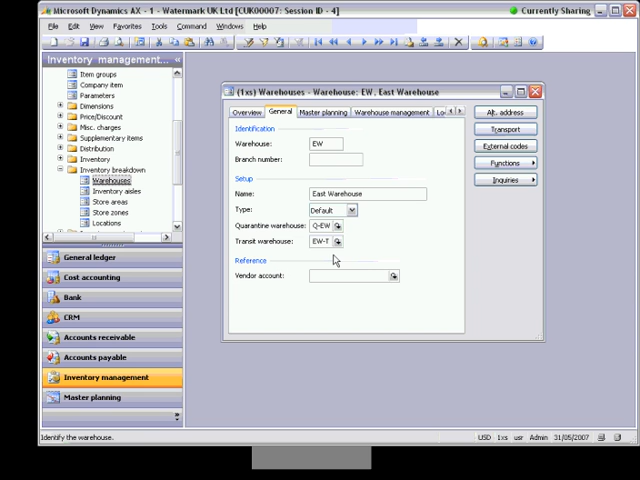 Microsoft Dynamics AX - 1 - Watermark UK Ltd [CUK00007: Session ID - 4]
Currently Sharing
File Edit View Favorites Tools Command Windows Help
Inventory management...
Item groups
Company item
Parameters
Dimensions
Price/Discount
Misc. charges
Supplementary items
Distribution
Inventory
Inventory breakdown
Warehouses
Inventory aisles
Store areas
Store zones
Locations
General ledger
Cost accounting
Bank
CRM
Accounts receivable
Accounts payable
Inventory management
Master planning
(1xs) Warehouses - Warehouse: EW, East Warehouse
Overview General Master planning Warehouse management Lo
Identification
Warehouse: EW
Branch number:
Setup
Name: East Warehouse
Type: Default
Quarantine warehouse: Q-EW
Transit warehouse: EW-T
Reference
Vendor account:
Alt. address
Transport
External codes
Functions
Inquiries
Identify the warehouse.
USD 1xs usr Admin 31/05/2007